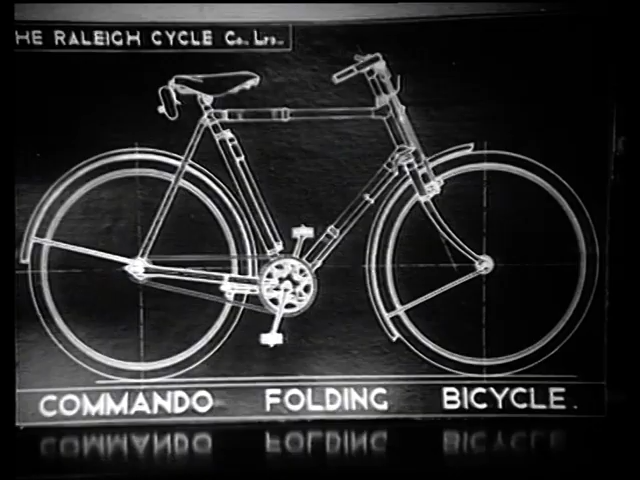 HE RALEIGH CYCLE Co., LTD.
COMMANDO FOLDING BICYCLE.